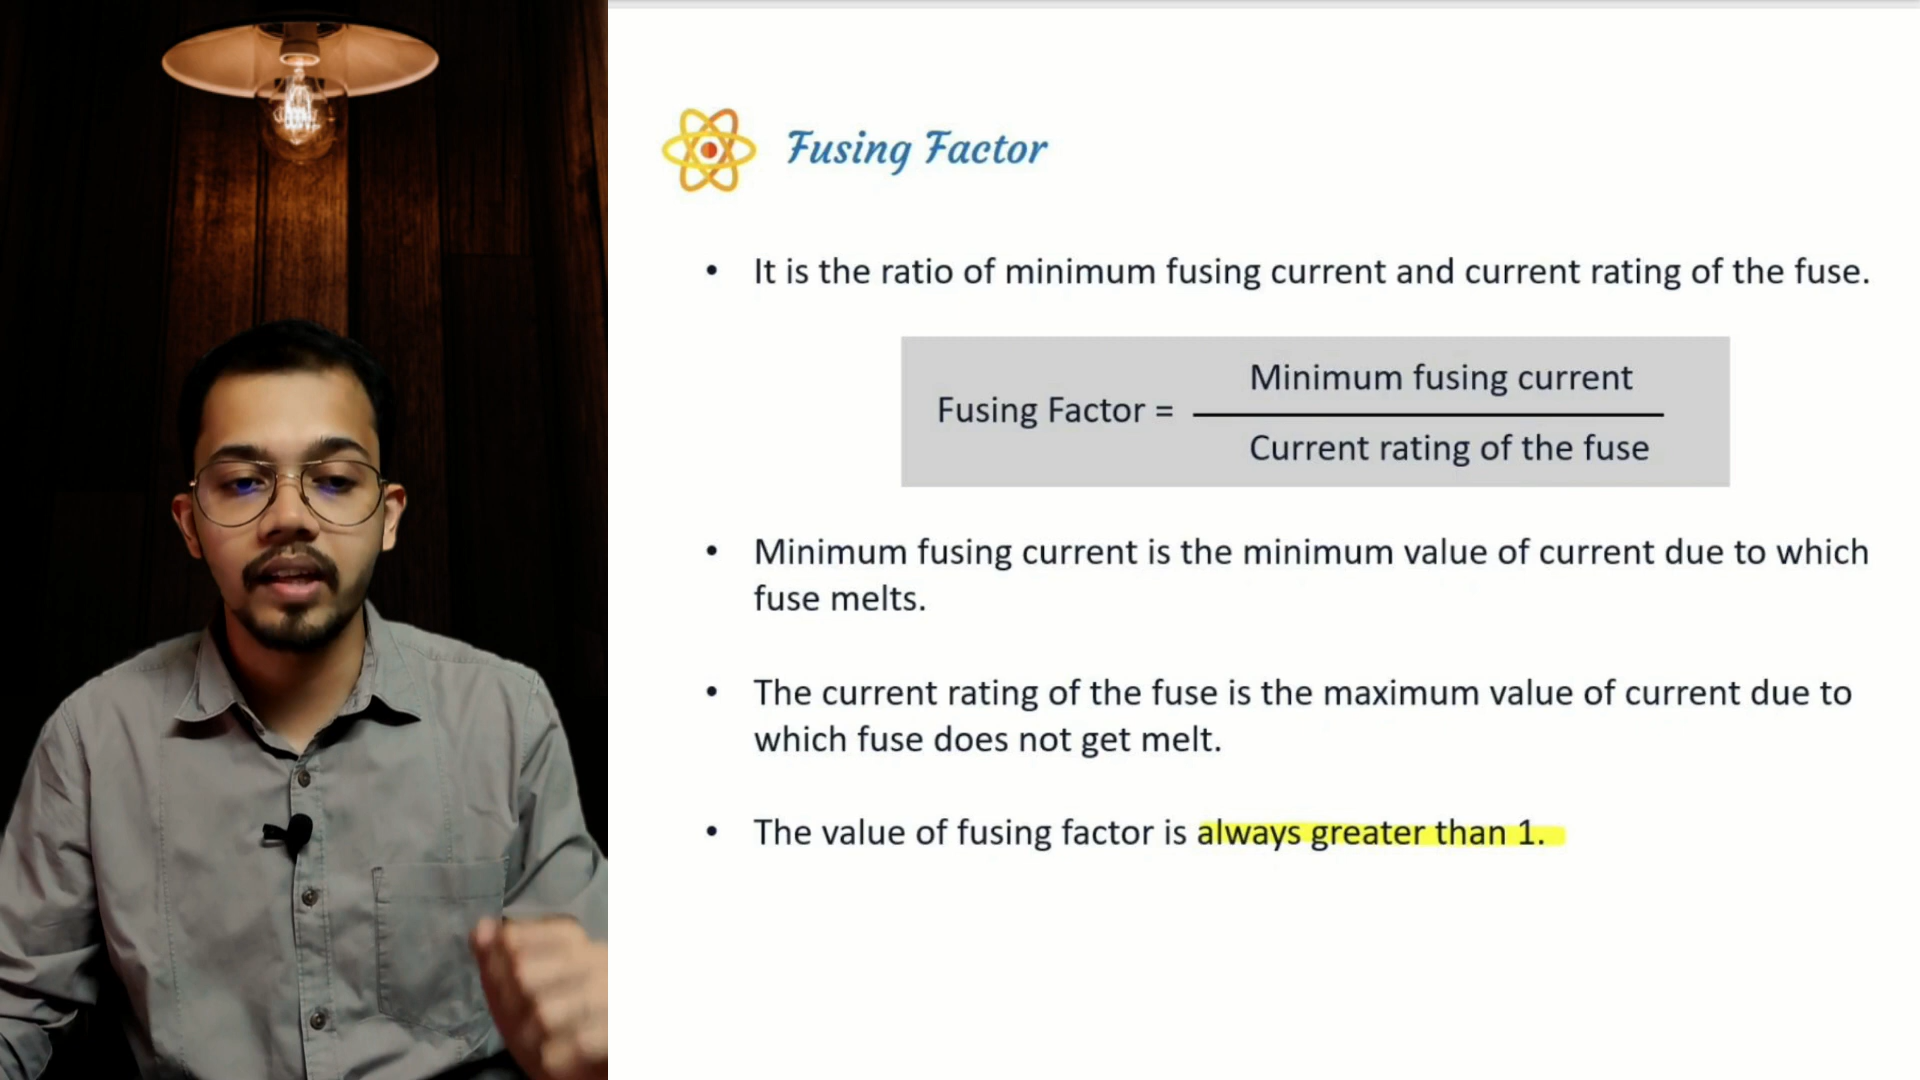 Fusing Factor
• It is the ratio of minimum fusing current and current rating of the fuse.
Minimum fusing current
Fusing Factor =
Current rating of the fuse
• Minimum fusing current is the minimum value of current due to which
fuse melts.
• The current rating of the fuse is the maximum value of current due to
which fuse does not get melt.
• The value of fusing factor is always greater than 1.